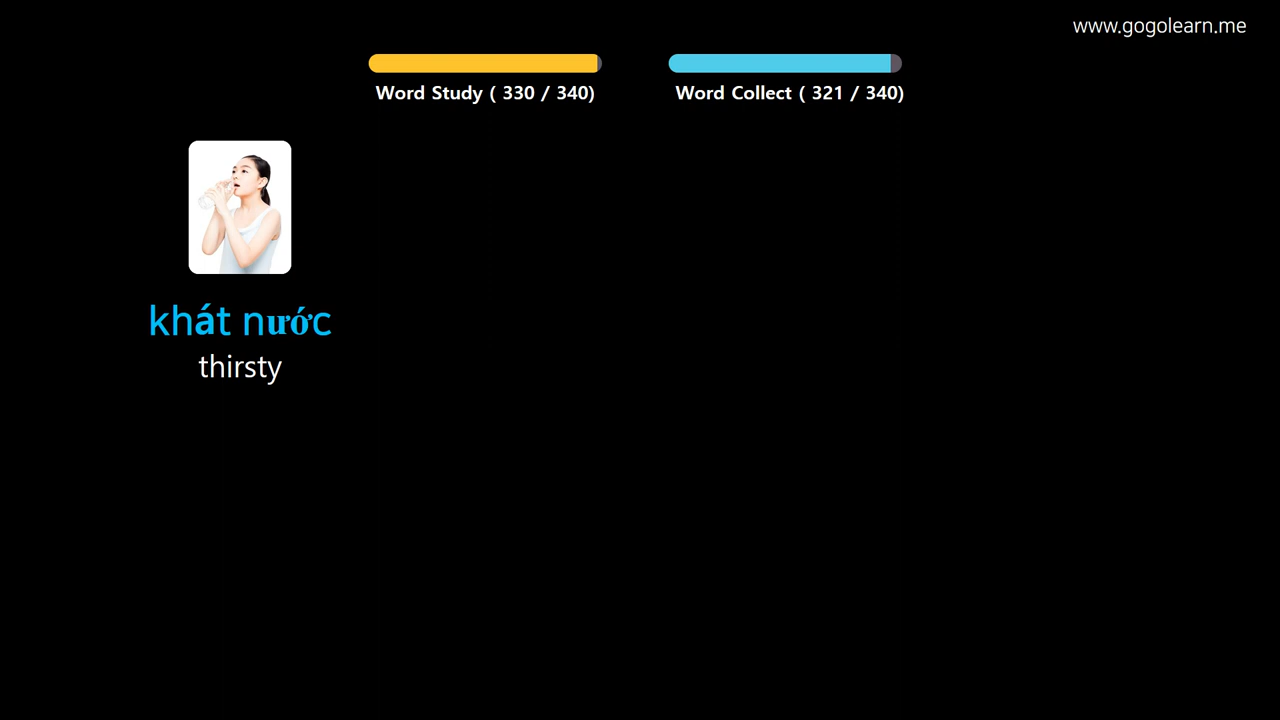 www.gogolearn.me
Word Study ( 330 / 340)
Word Collect ( 321 / 340)
khát nước
thirsty